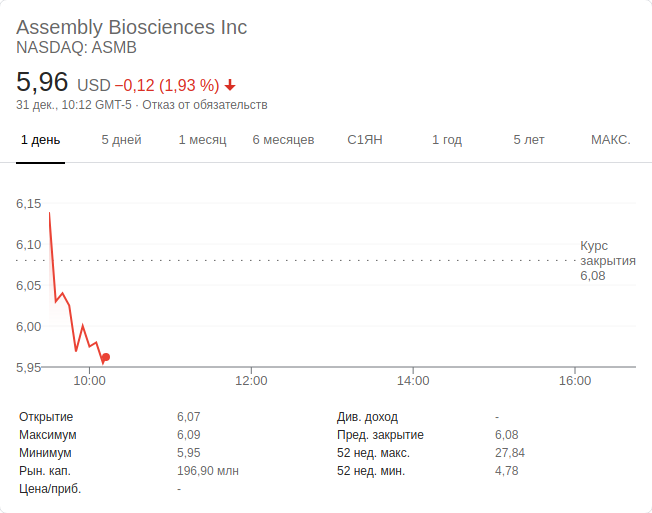 Assembly Biosciences Inc
NASDAQ: ASMB
5,96 USD −0,12 (1,93 %)
31 дек., 10:12 GMT-5 · Отказ от обязательств
1 день 5 дней 1 месяц 6 месяцев С1ЯН 1 год 5 лет МАКС.
6,15
6,10
6,05
6,00
5,95
Курс
закрытия
6,08
10:00 12:00 14:00 16:00
Открытие 6,07 Див. доход -
Максимум 6,09 Пред. закрытие 6,08
Минимум 5,95 52 нед. макс. 27,84
Рын. кап. 196,90 млн 52 нед. мин. 4,78
Цена/приб. -